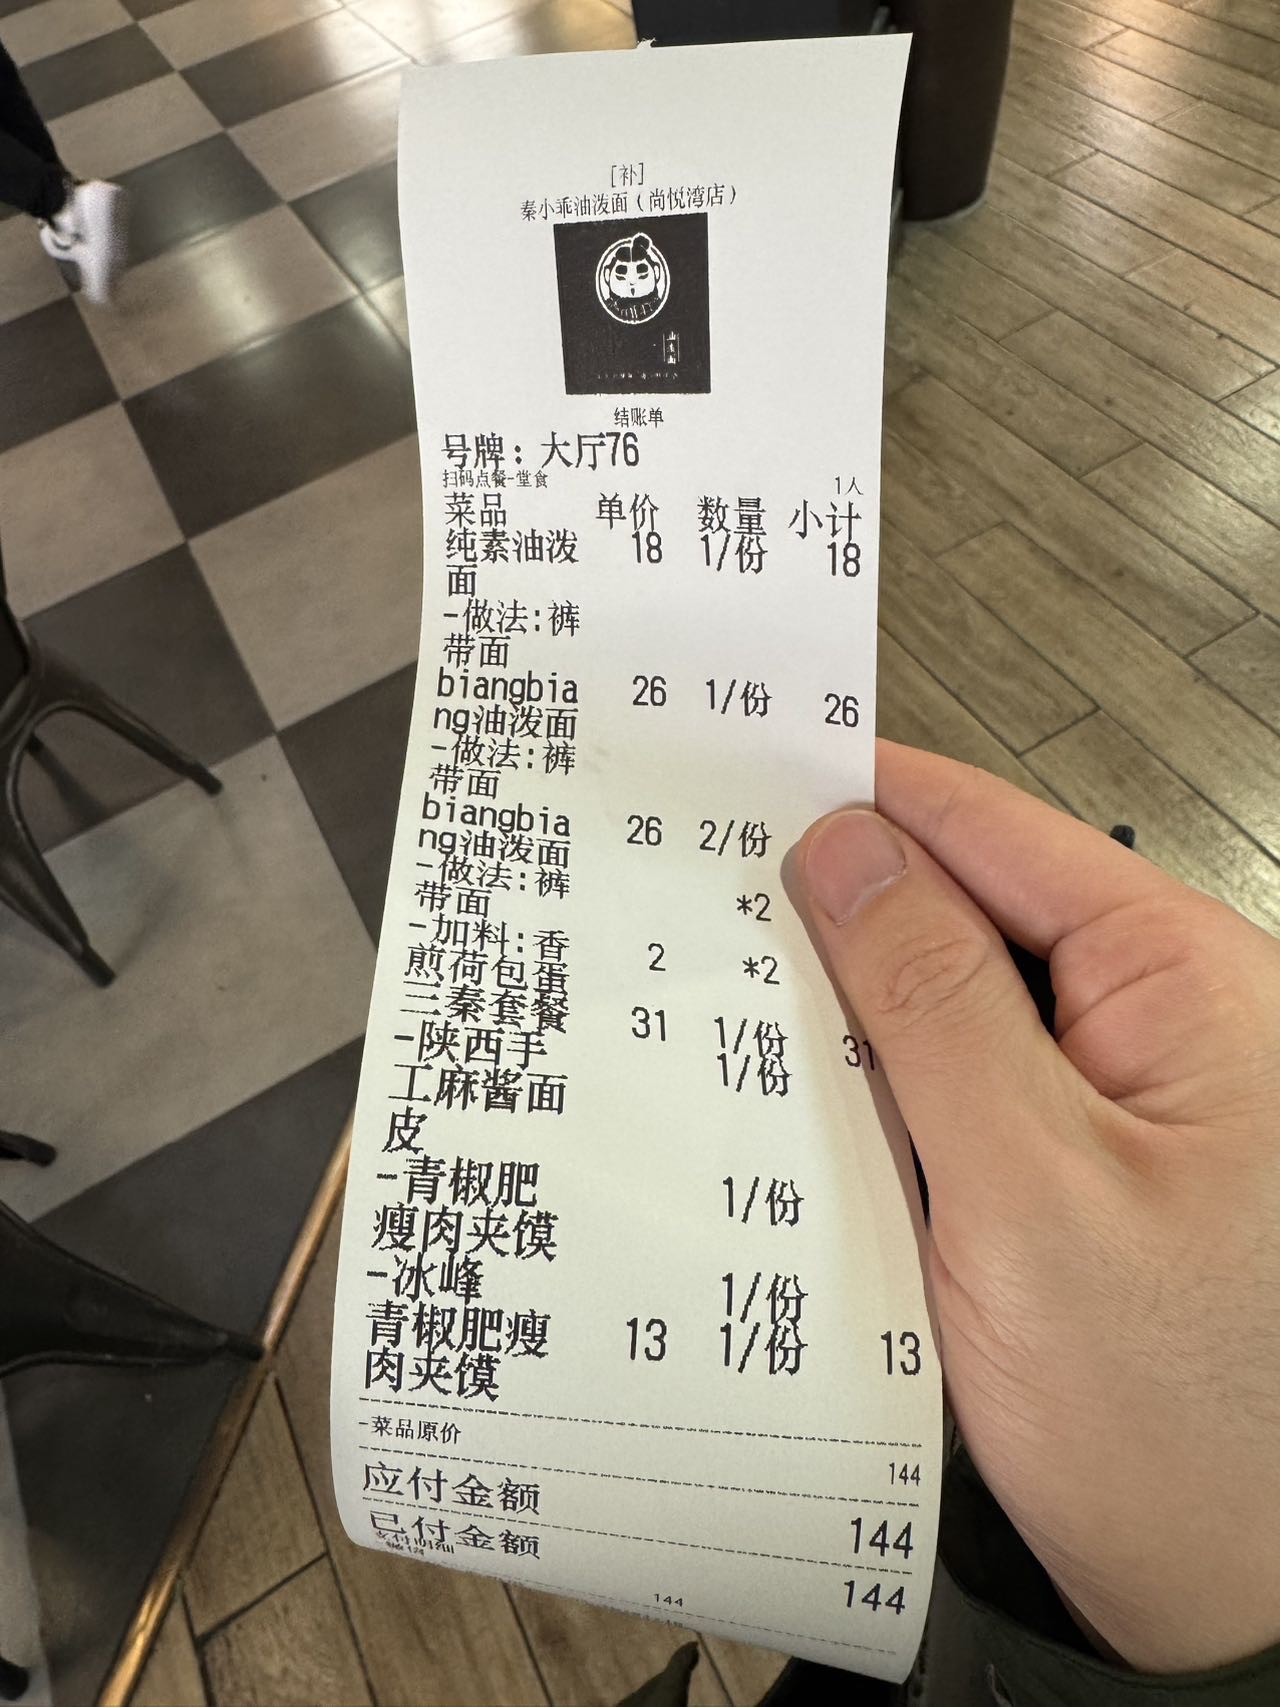 [补]
秦小乖油泼面（尚悦湾店）
结账单
号牌：大厅76
扫码点餐-堂食 1人
菜品 单价 数量 小计
纯素油泼 18 1/份 18
面
-做法:裤
带面
biangbia 26 1/份 26
ng油泼面
-做法:裤
带面
biangbia 26 2/份
ng油泼面
-做法:裤 *2
带面
-加料:香 2 *2
煎荷包蛋
三秦套餐 31 1/份 31
-陕西手 1/份
工麻酱面
皮
-青椒肥 1/份
瘦肉夹馍
-冰峰 1/份
青椒肥瘦 13 1/份 13
肉夹馍
-菜品原价 144
应付金额 144
已付金额 144
144